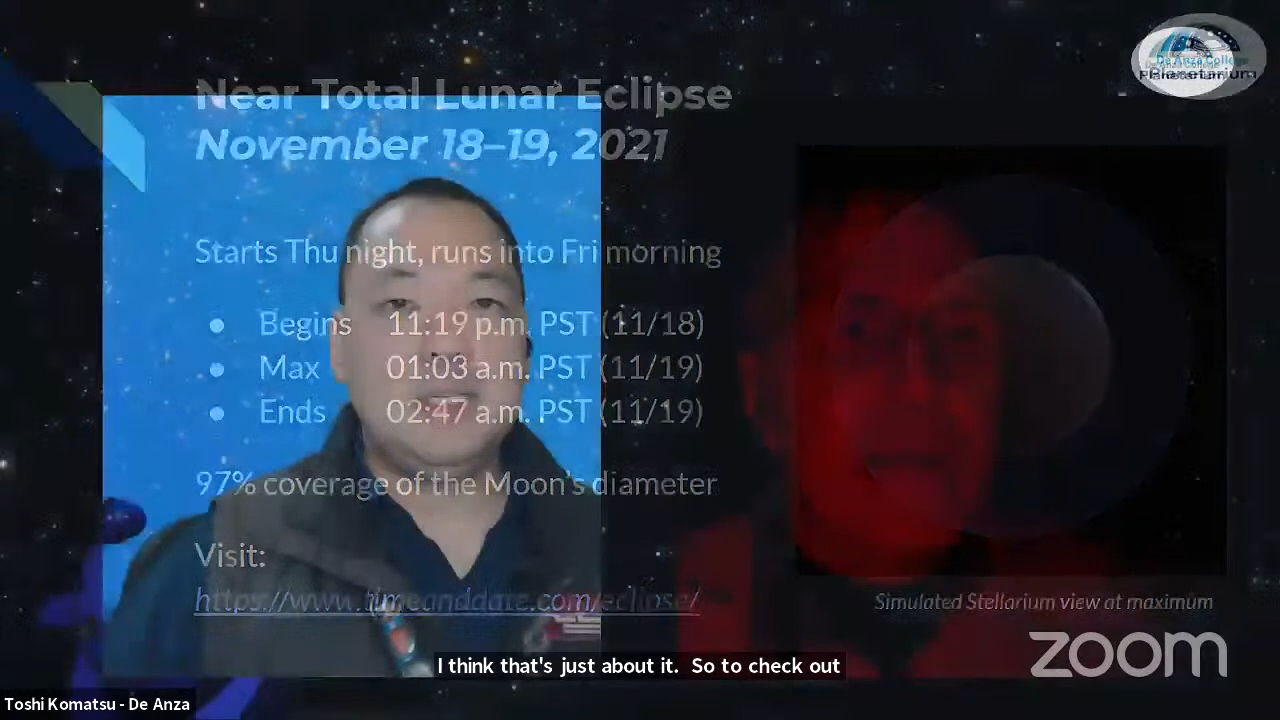 De Anza College
Planetarium
Near Total Lunar Eclipse
November 18–19, 2021
Starts Thu night, runs into Fri morning
● Begins 11:19 p.m. PST (11/18)
● Max 01:03 a.m. PST (11/19)
● Ends 02:47 a.m. PST (11/19)
97% coverage of the Moon's diameter
Visit:
https://www.timeanddate.com/eclipse/
Simulated Stellarium view at maximum
zoom
I think that's just about it. So to check out
Toshi Komatsu - De Anza